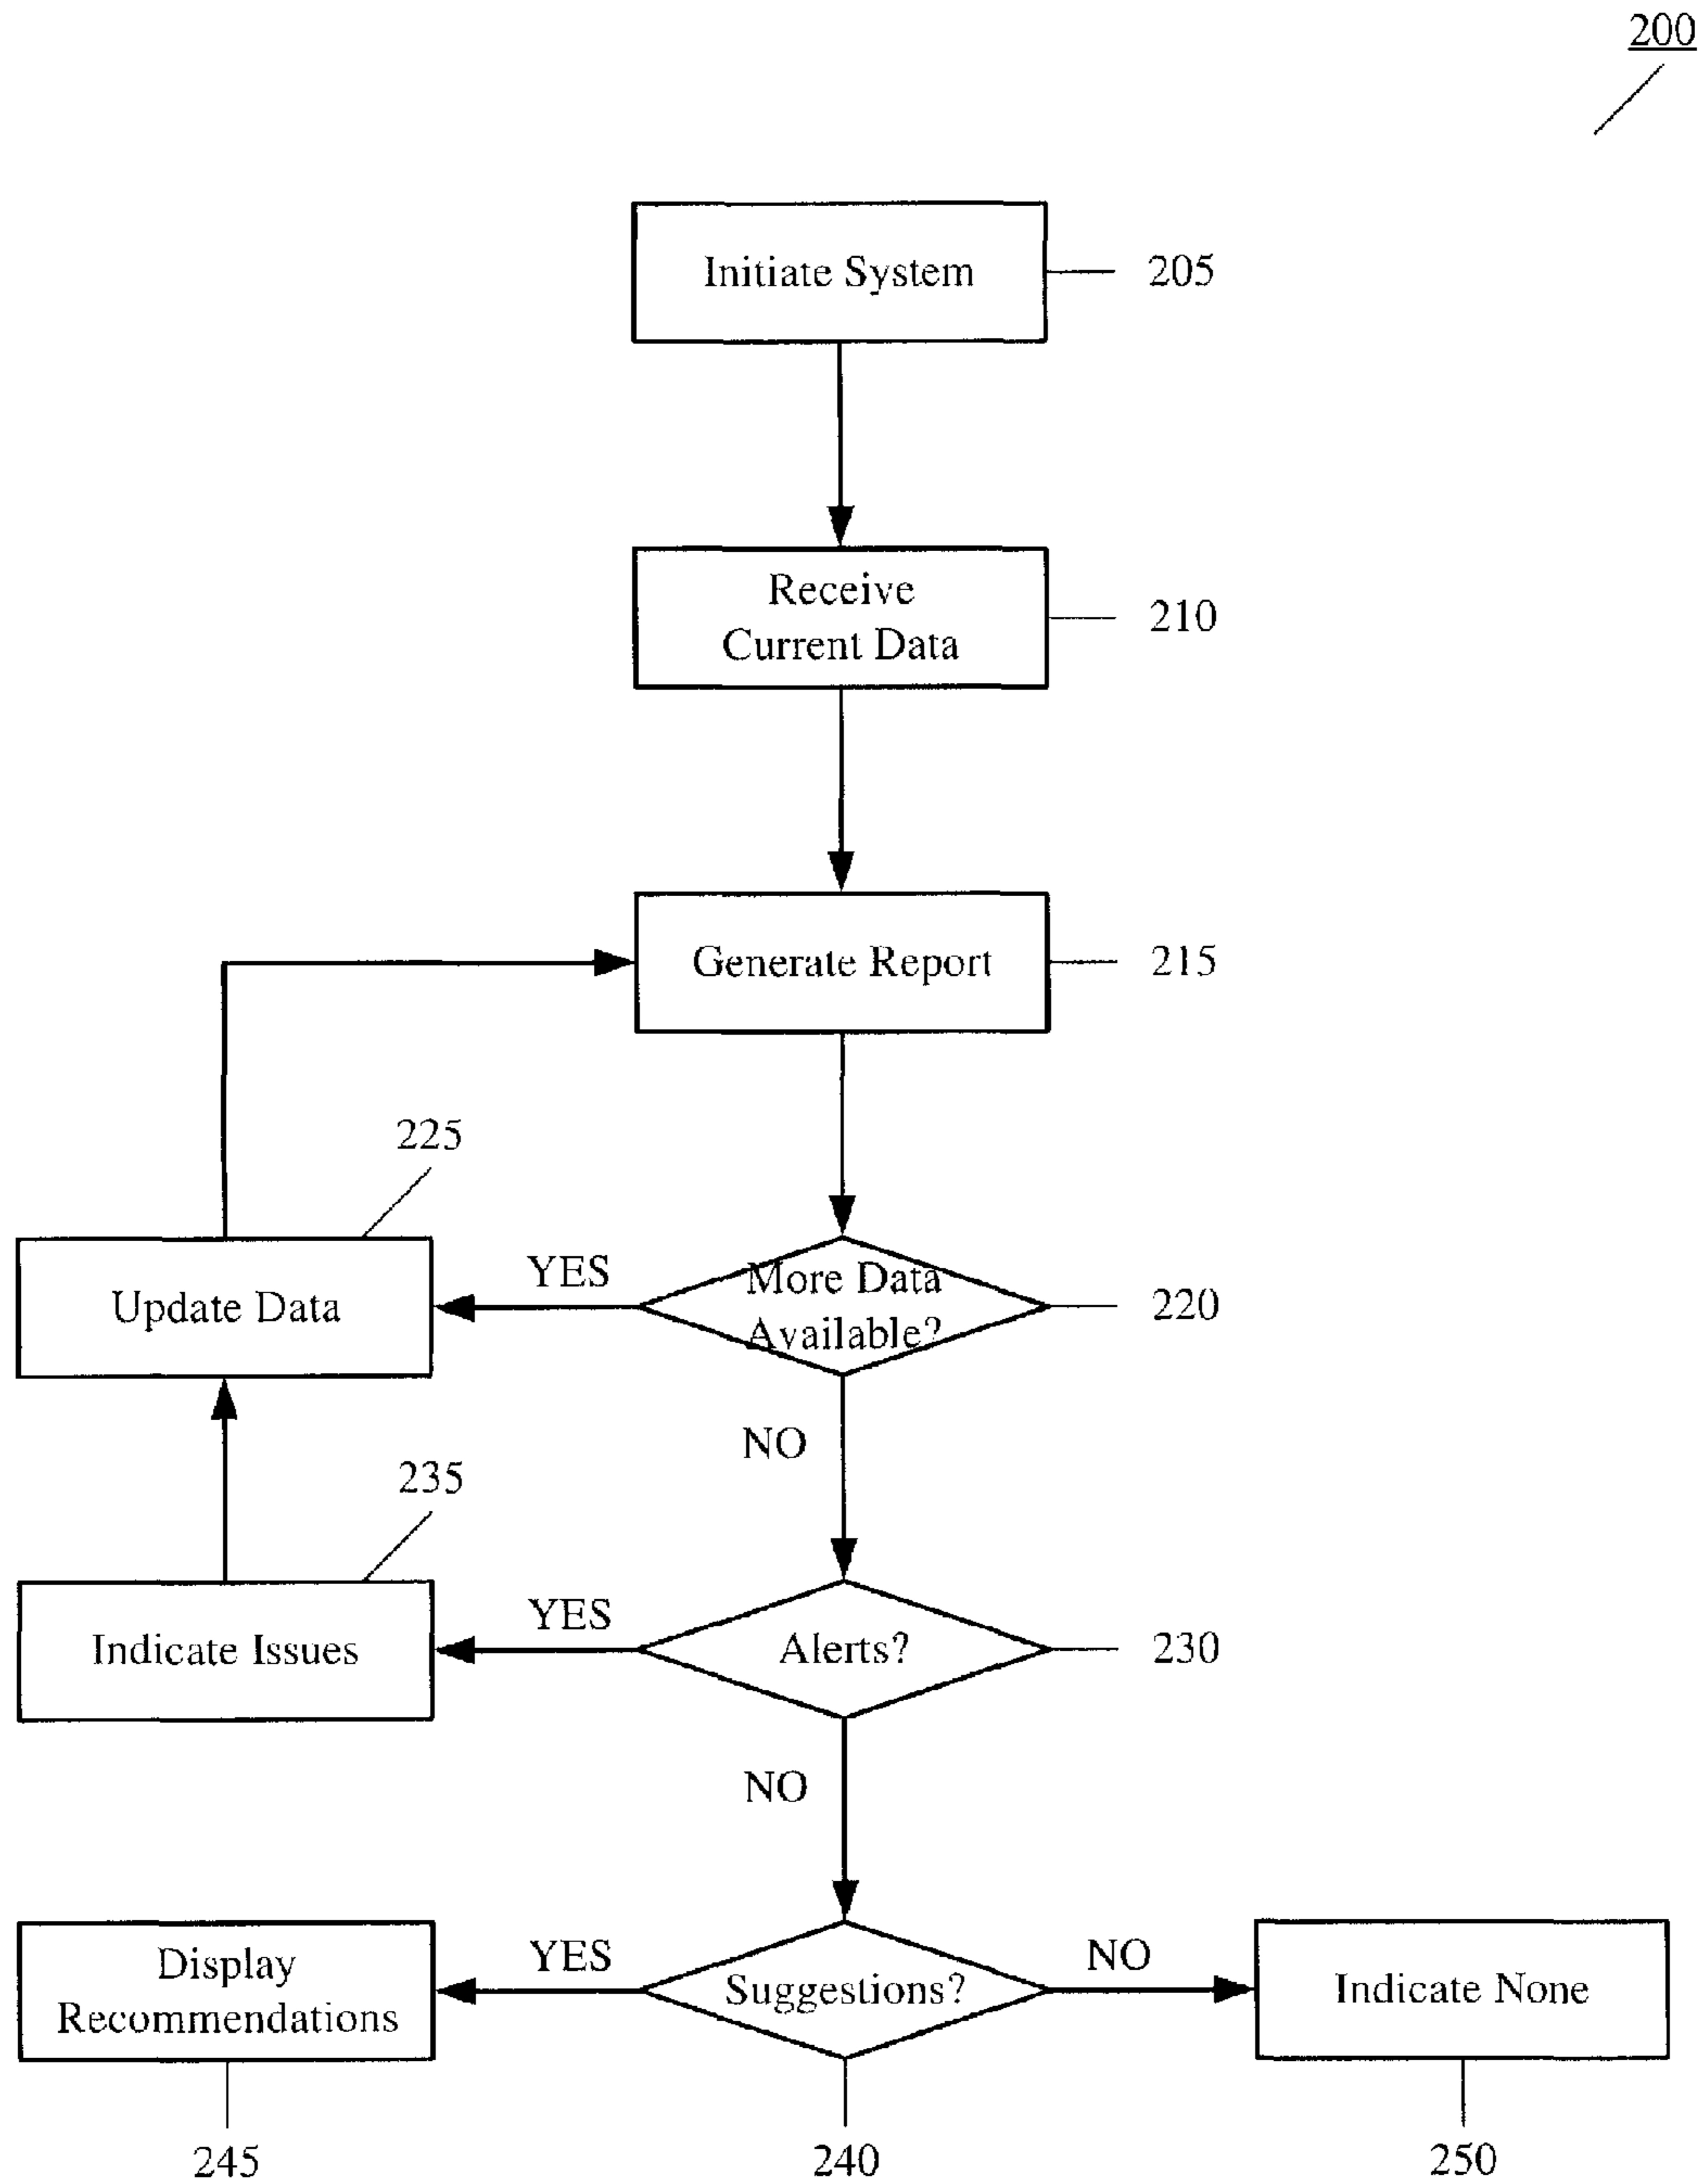 200
Initiate System
205
Receive
Current Data
210
Generate Report
215
225
Update Data
YES
More Data
Available?
220
NO
235
Indicate Issues
YES
Alerts?
230
NO
Display
Recommendations
YES
Suggestions?
NO
Indicate None
245
240
250